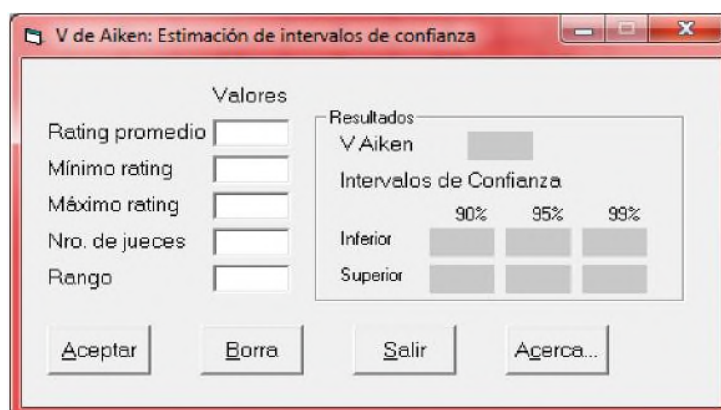 V de Aiken: Estimación de intervalos de confianza
Valores
Rating promedio
Mínimo rating
Máximo rating
Nro. de jueces
Rango
Resultados
V Aiken
Intervalos de Confianza
90% 95% 99%
Inferior
Superior
Aceptar Borra Salir Acerca...